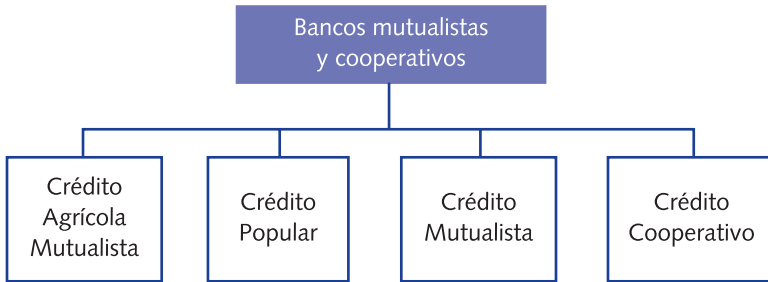 Bancos mutualistas
y cooperativos
Crédito
Agrícola
Mutualista
Crédito
Popular
Crédito
Mutualista
Crédito
Cooperativo